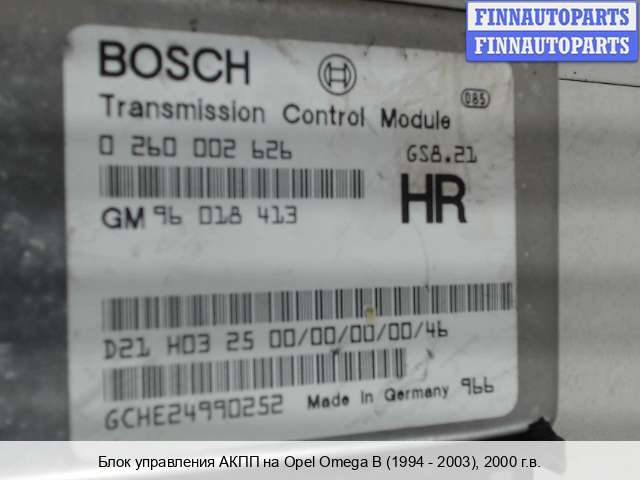 FINNAUTOPARTS
FINNAUTOPARTS
BOSCH
085
Transmission Control Module
0 260 002 626
GS8.21
GM 96 018 413
HR
D21 H03 25 00/00/00/00/46
GCHE24990252
Made in Germany 966
Блок управления АКПП на Opel Omega B (1994 - 2003), 2000 г.в.